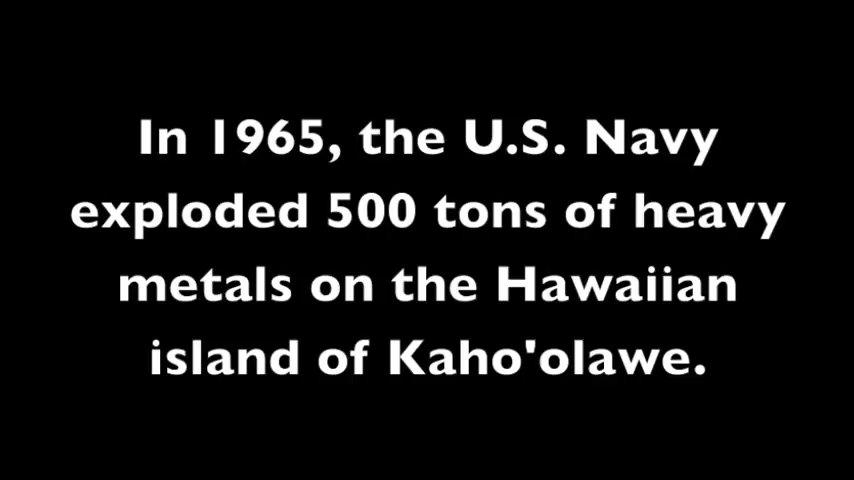 In 1965, the U.S. Navy
exploded 500 tons of heavy
metals on the Hawaiian
island of Kaho'olawe.